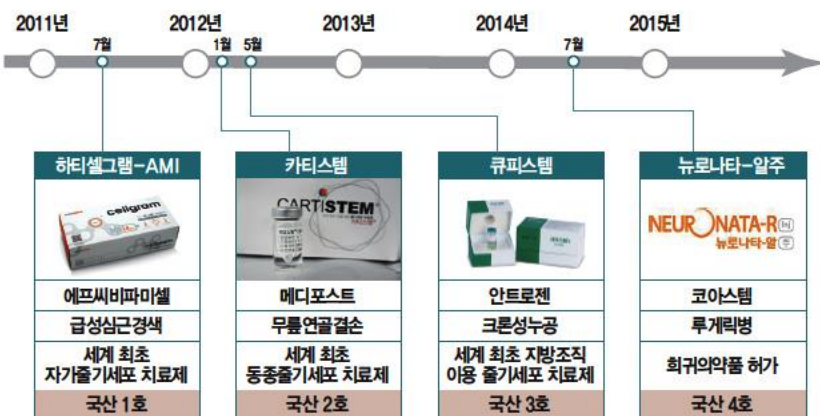 2011년
2012년
2013년
2014년
2015년
7월
1월
5월
7월
하티셀그램-AMI
cellgram
에프씨비파미셀
급성심근경색
세계 최초
자가줄기세포 치료제
국산 1호
카티스템
CARTISTEM®
메디포스트
무릎연골결손
세계 최초
동종줄기세포 치료제
국산 2호
큐피스템
안트로젠
크론성누공
세계 최초 지방조직
이용 줄기세포 치료제
국산 3호
뉴로나타-알주
NEURONATA-R
뉴로나타-알 주
코아스템
루게릭병
희귀의약품 허가
국산 4호